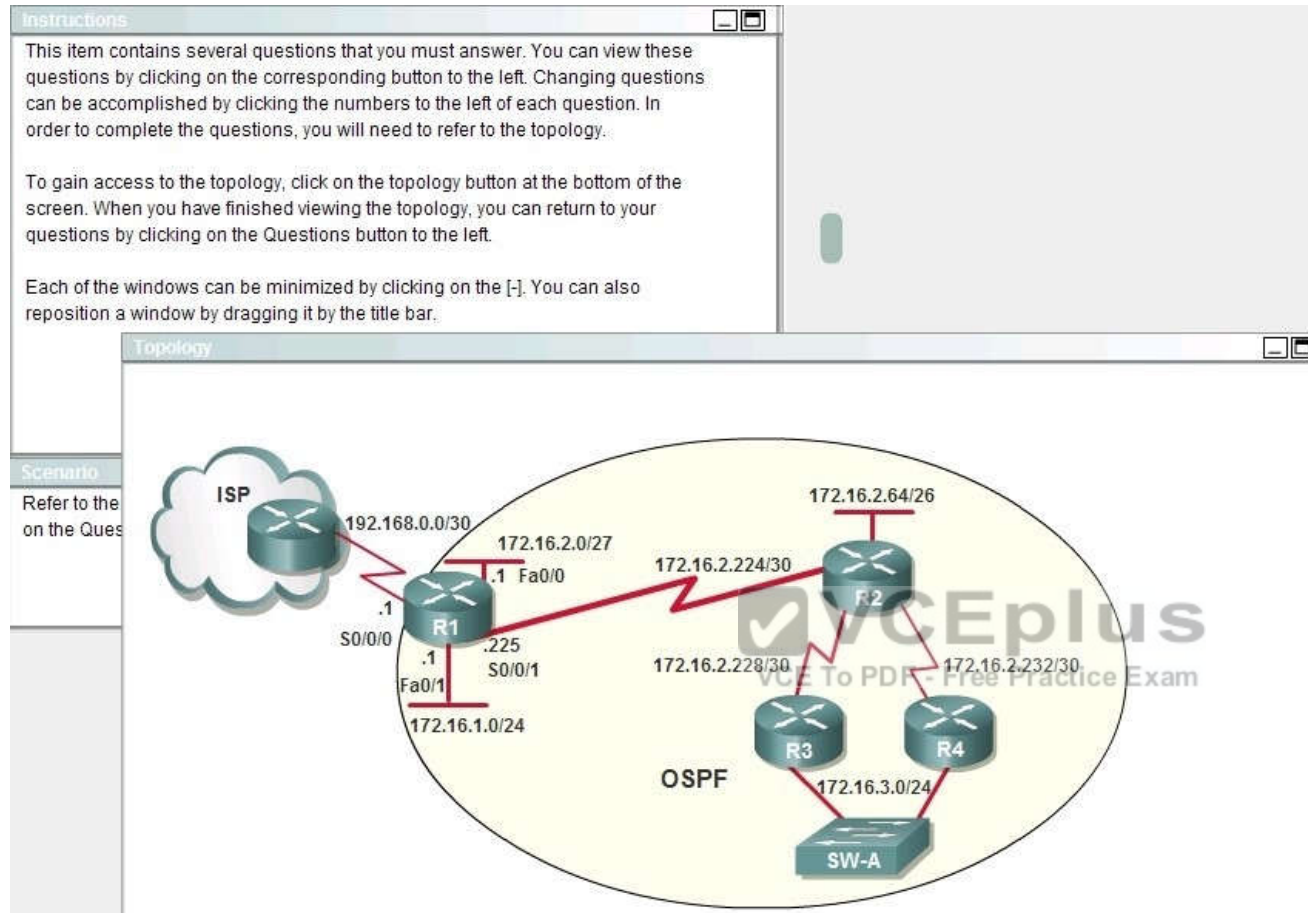 Instructions
This item contains several questions that you must answer. You can view these
questions by clicking on the corresponding button to the left. Changing questions
can be accomplished by clicking the numbers to the left of each question. In
order to complete the questions, you will need to refer to the topology.
To gain access to the topology, click on the topology button at the bottom of the
screen. When you have finished viewing the topology, you can return to your
questions by clicking on the Questions button to the left.
Each of the windows can be minimized by clicking on the [-]. You can also
reposition a window by dragging it by the title bar.
Topology
Scenario
Refer to the
on the Ques
ISP
192.168.0.0/30
172.16.2.0/27
.1 Fa0/0
.1
S0/0/0
R1
.225
S0/0/1
.1
Fa0/1
172.16.1.0/24
172.16.2.224/30
172.16.2.64/26
R2
172.16.2.228/30
172.16.2.232/30
R3
R4
OSPF
172.16.3.0/24
SW-A
VCEplus
VCE To PDF - Free Practice Exam